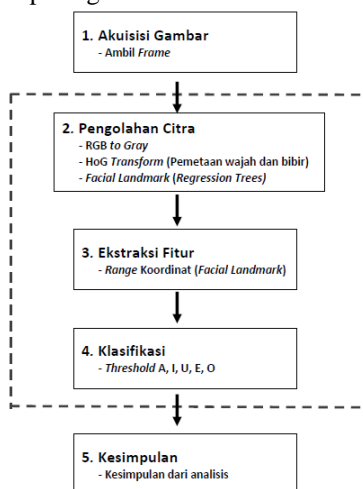 1. Akuisisi Gambar
- Ambil Frame
2. Pengolahan Citra
- RGB to Gray
- HoG Transform (Pemetaan wajah dan bibir)
- Facial Landmark (Regression Trees)
3. Ekstraksi Fitur
- Range Koordinat (Facial Landmark)
4. Klasifikasi
- Threshold A, I, U, E, O
5. Kesimpulan
- Kesimpulan dari analisis